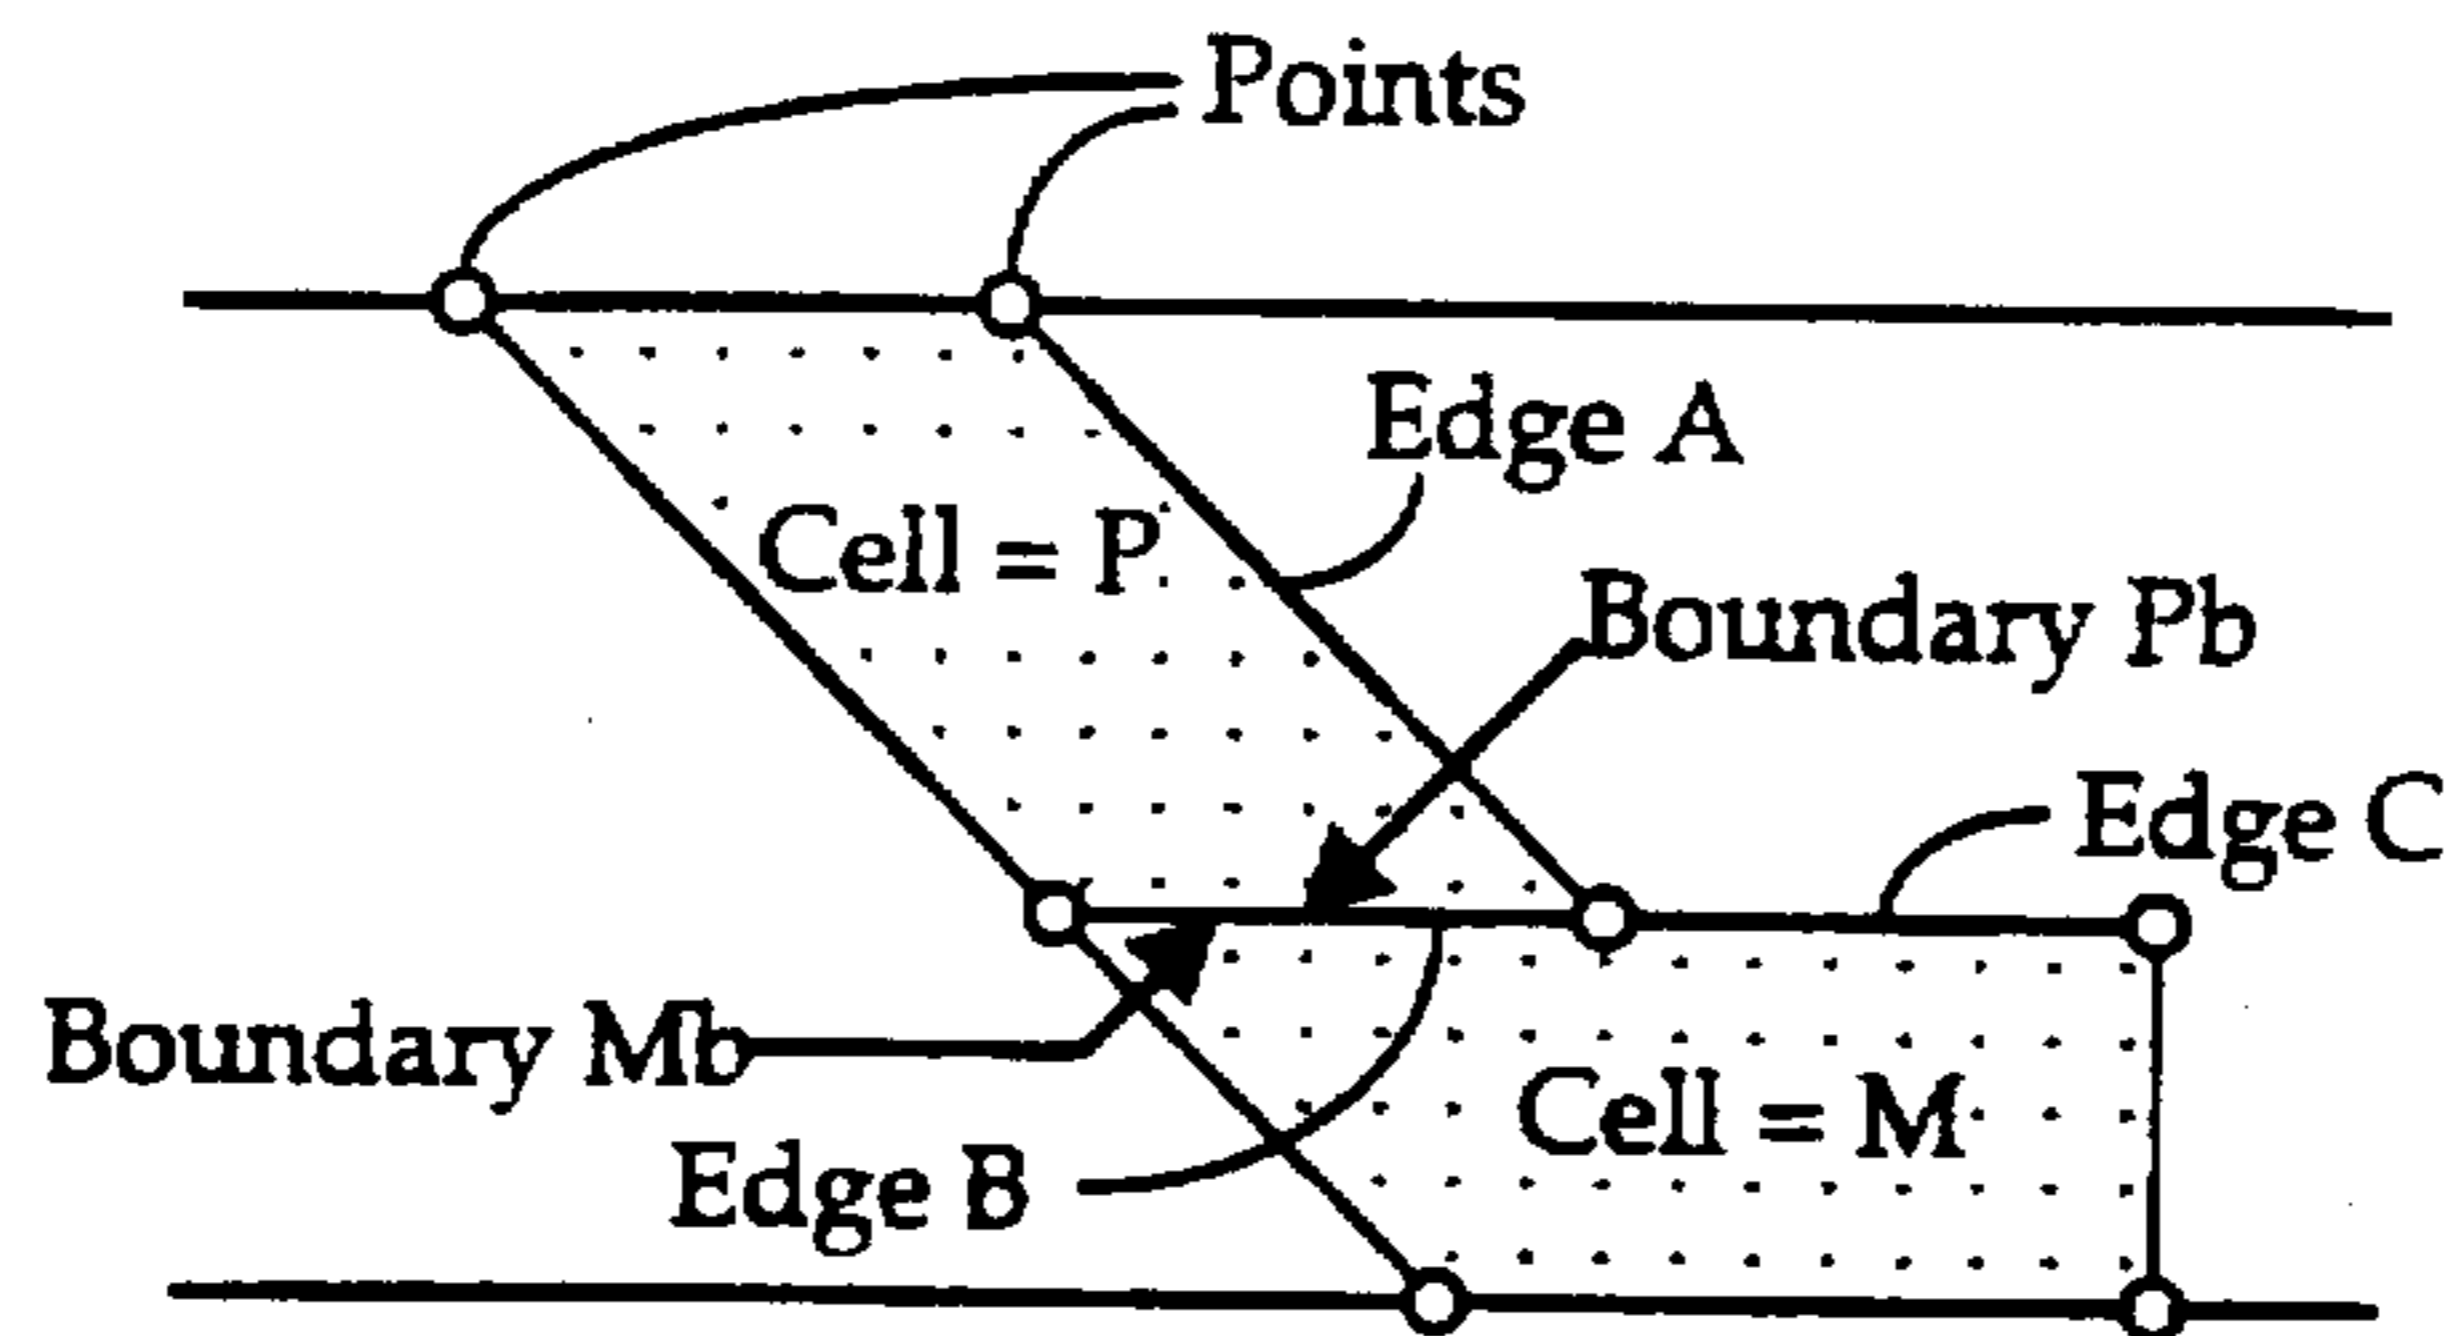 Points
Edge A
Cell = P
Boundary Pb
Edge C
Boundary Mb
Cell = M
Edge B